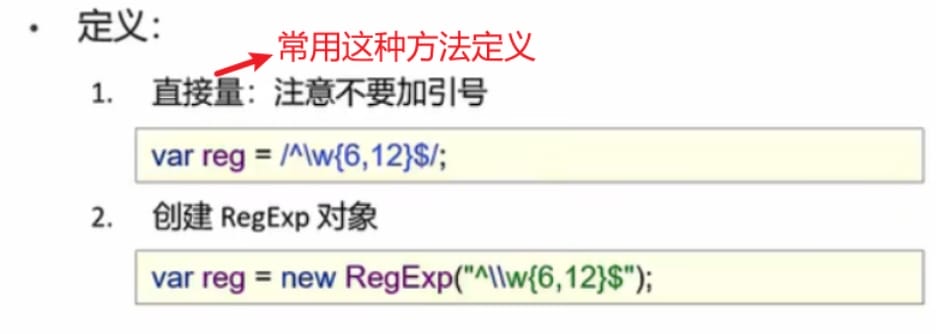 • 定义：
常用这种方法定义
1. 直接量：注意不要加引号
var reg = /^\w{6,12}$/;
2. 创建 RegExp 对象
var reg = new RegExp("^\\w{6,12}$");